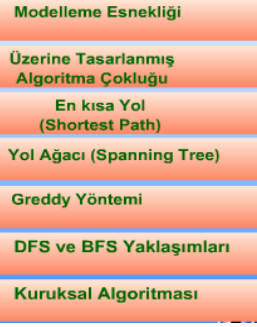 Modelleme Esnekliği
Üzerine Tasarlanmış
Algoritma Çokluğu
En kısa Yol
(Shortest Path)
Yol Ağacı (Spanning Tree)
Greddy Yöntemi
DFS ve BFS Yaklaşımları
Kuruksal Algoritması